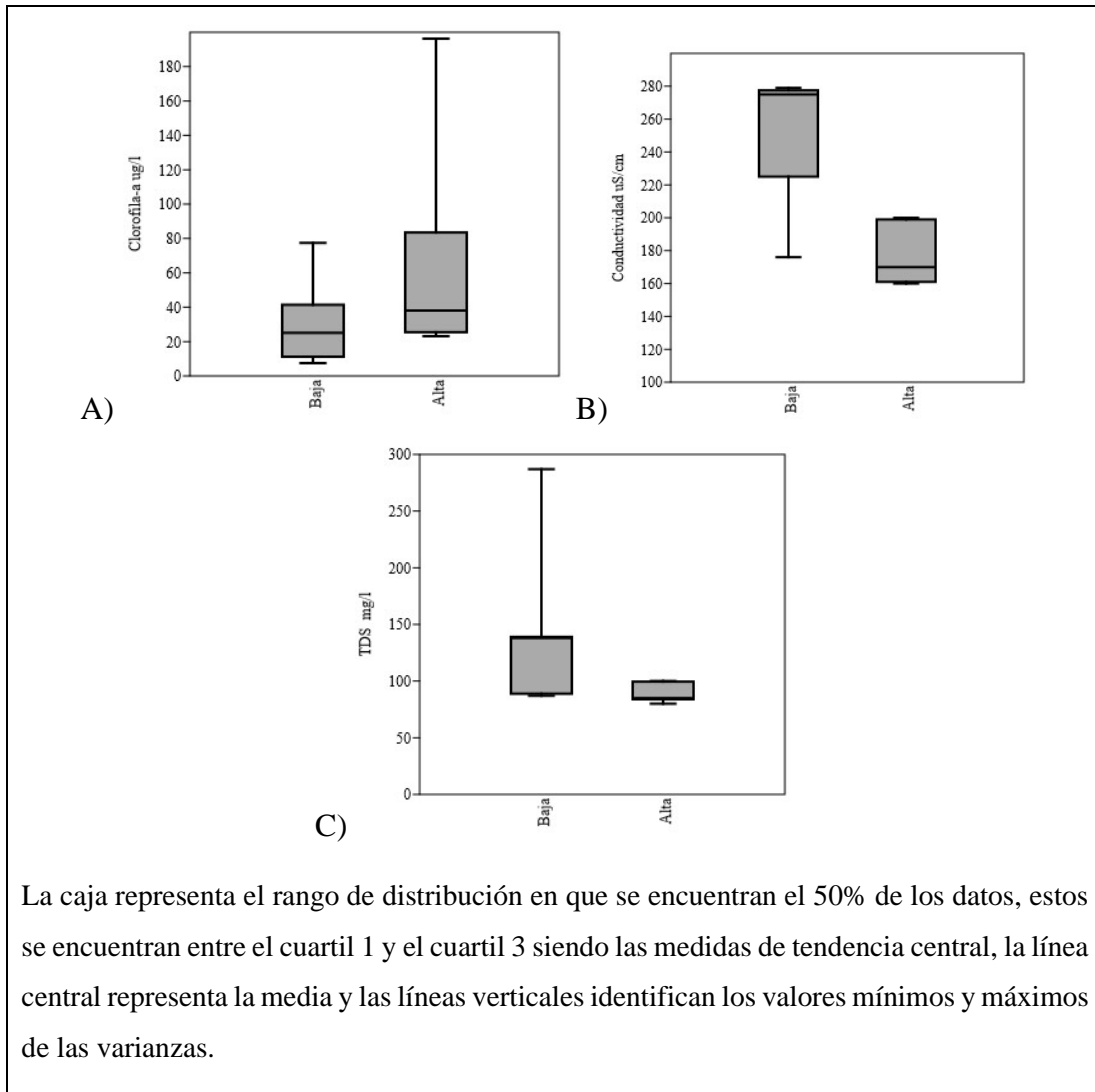 180
160
140
120
100
80
60
40
20
0
Clorofila-a ug/l
Baja
Alta
A)
280
260
240
220
200
180
160
140
120
100
Conductividad uS/cm
Baja
Alta
B)
300
250
200
150
100
50
0
TDS mg/l
Baja
Alta
C)
La caja representa el rango de distribución en que se encuentran el 50% de los datos, estos
se encuentran entre el cuartil 1 y el cuartil 3 siendo las medidas de tendencia central, la línea
central representa la media y las líneas verticales identifican los valores mínimos y máximos
de las varianzas.